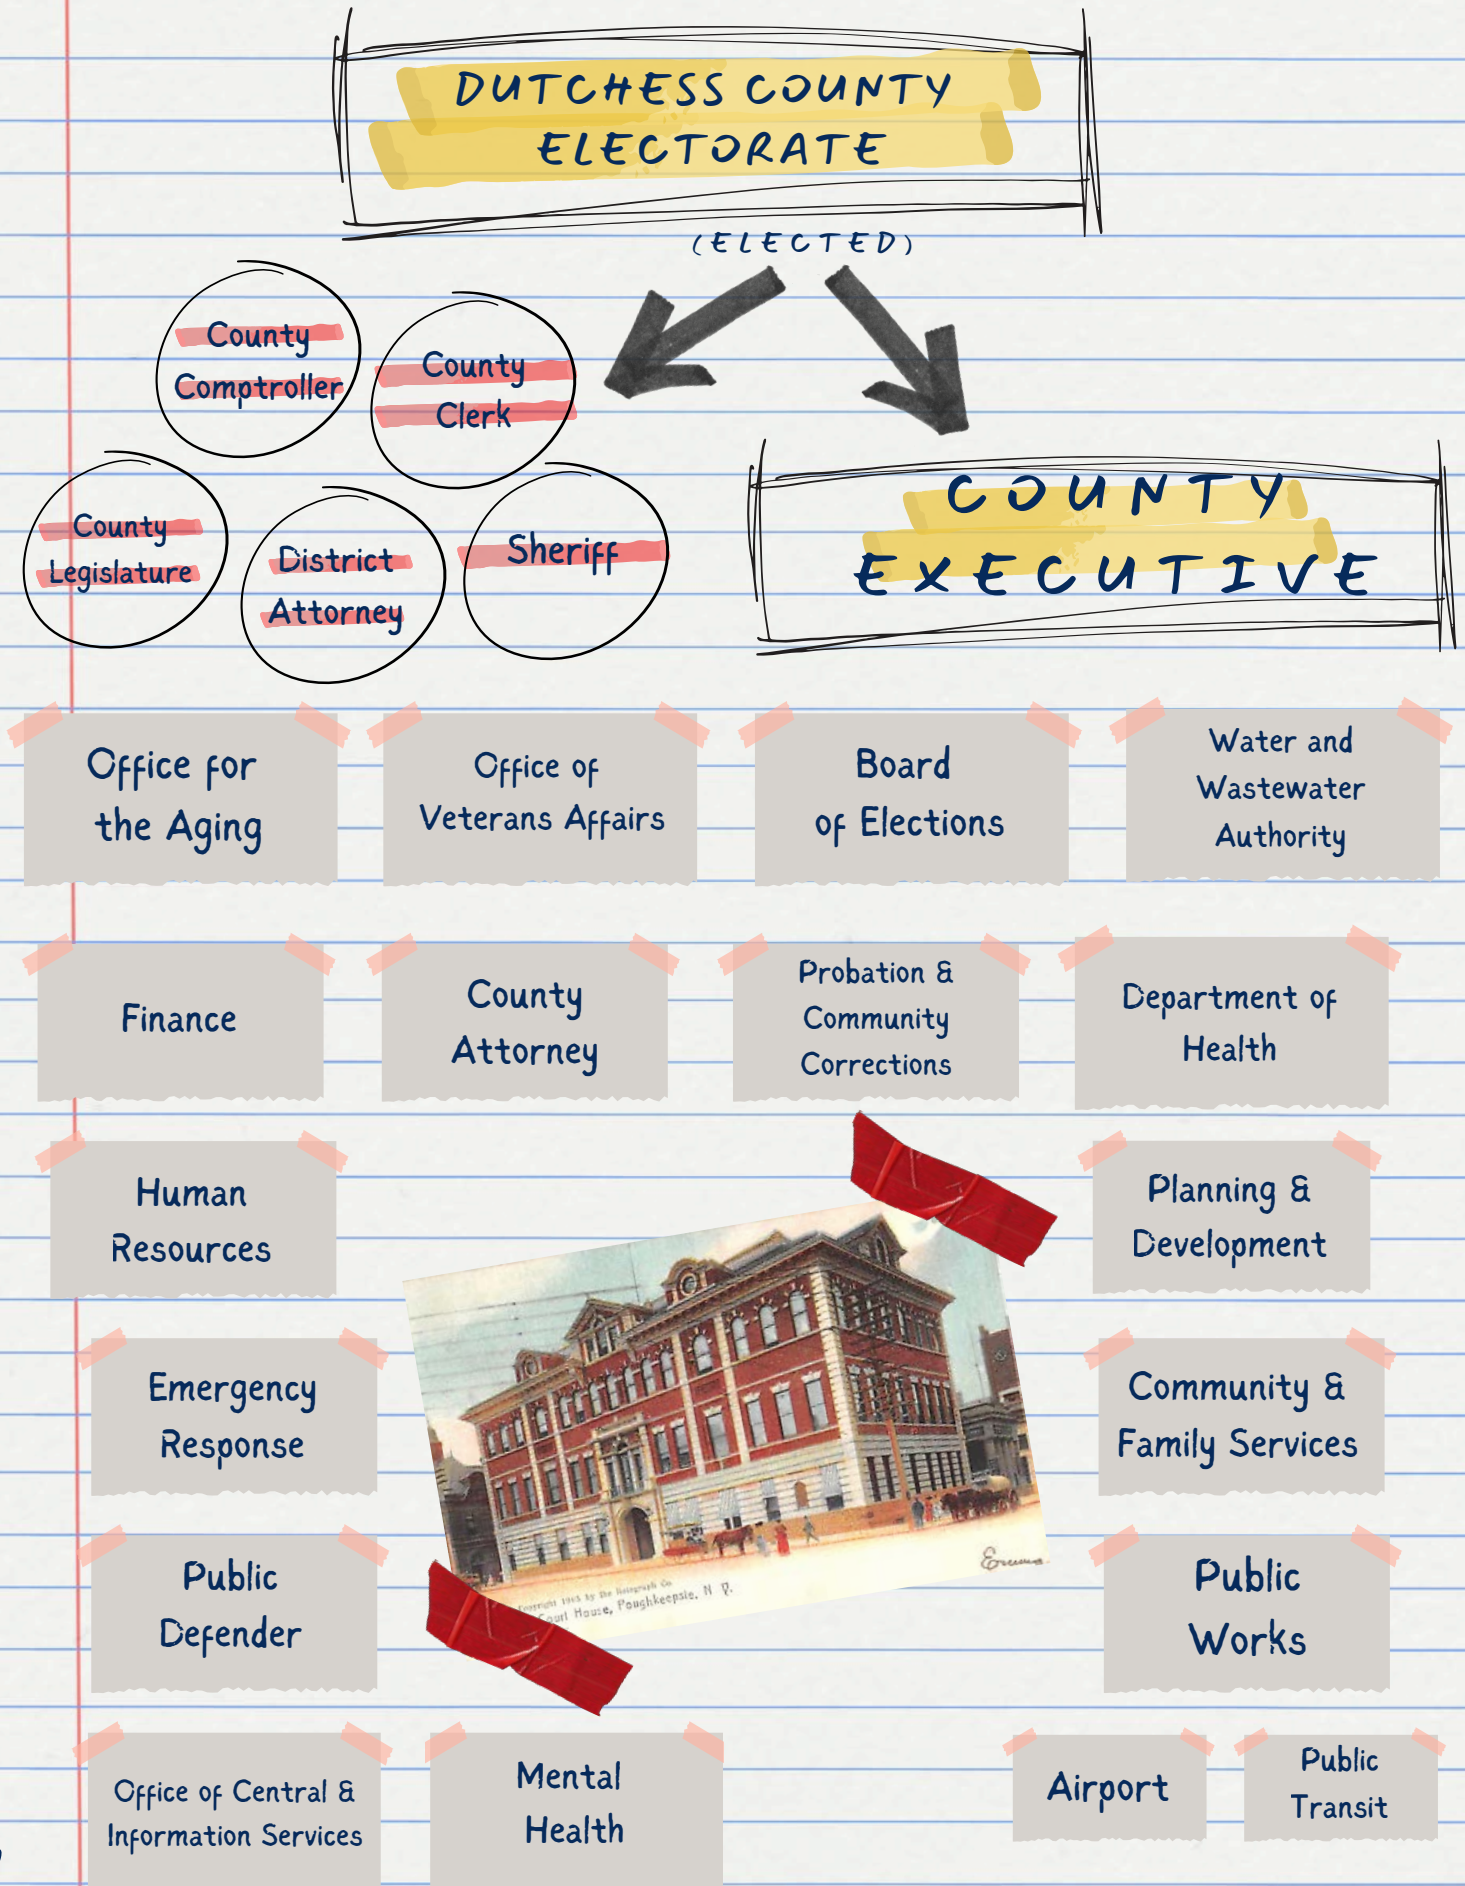 DUTCHESS COUNTY
ELECTORATE
(ELECTED)
County
Comptroller
County
Clerk
County
Legislature
District
Attorney
Sheriff
COUNTY
EXECUTIVE
Office for
the Aging
Office of
Veterans Affairs
Board
of Elections
Water and
Wastewater
Authority
Finance
County
Attorney
Probation &
Community
Corrections
Department of
Health
Human
Resources
Planning &
Development
Emergency
Response
Community &
Family Services
Public
Defender
Public
Works
Emma
by the
Court House, Poughkeepsie, N. Y.
Office of Central &
Information Services
Mental
Health
Airport
Public
Transit